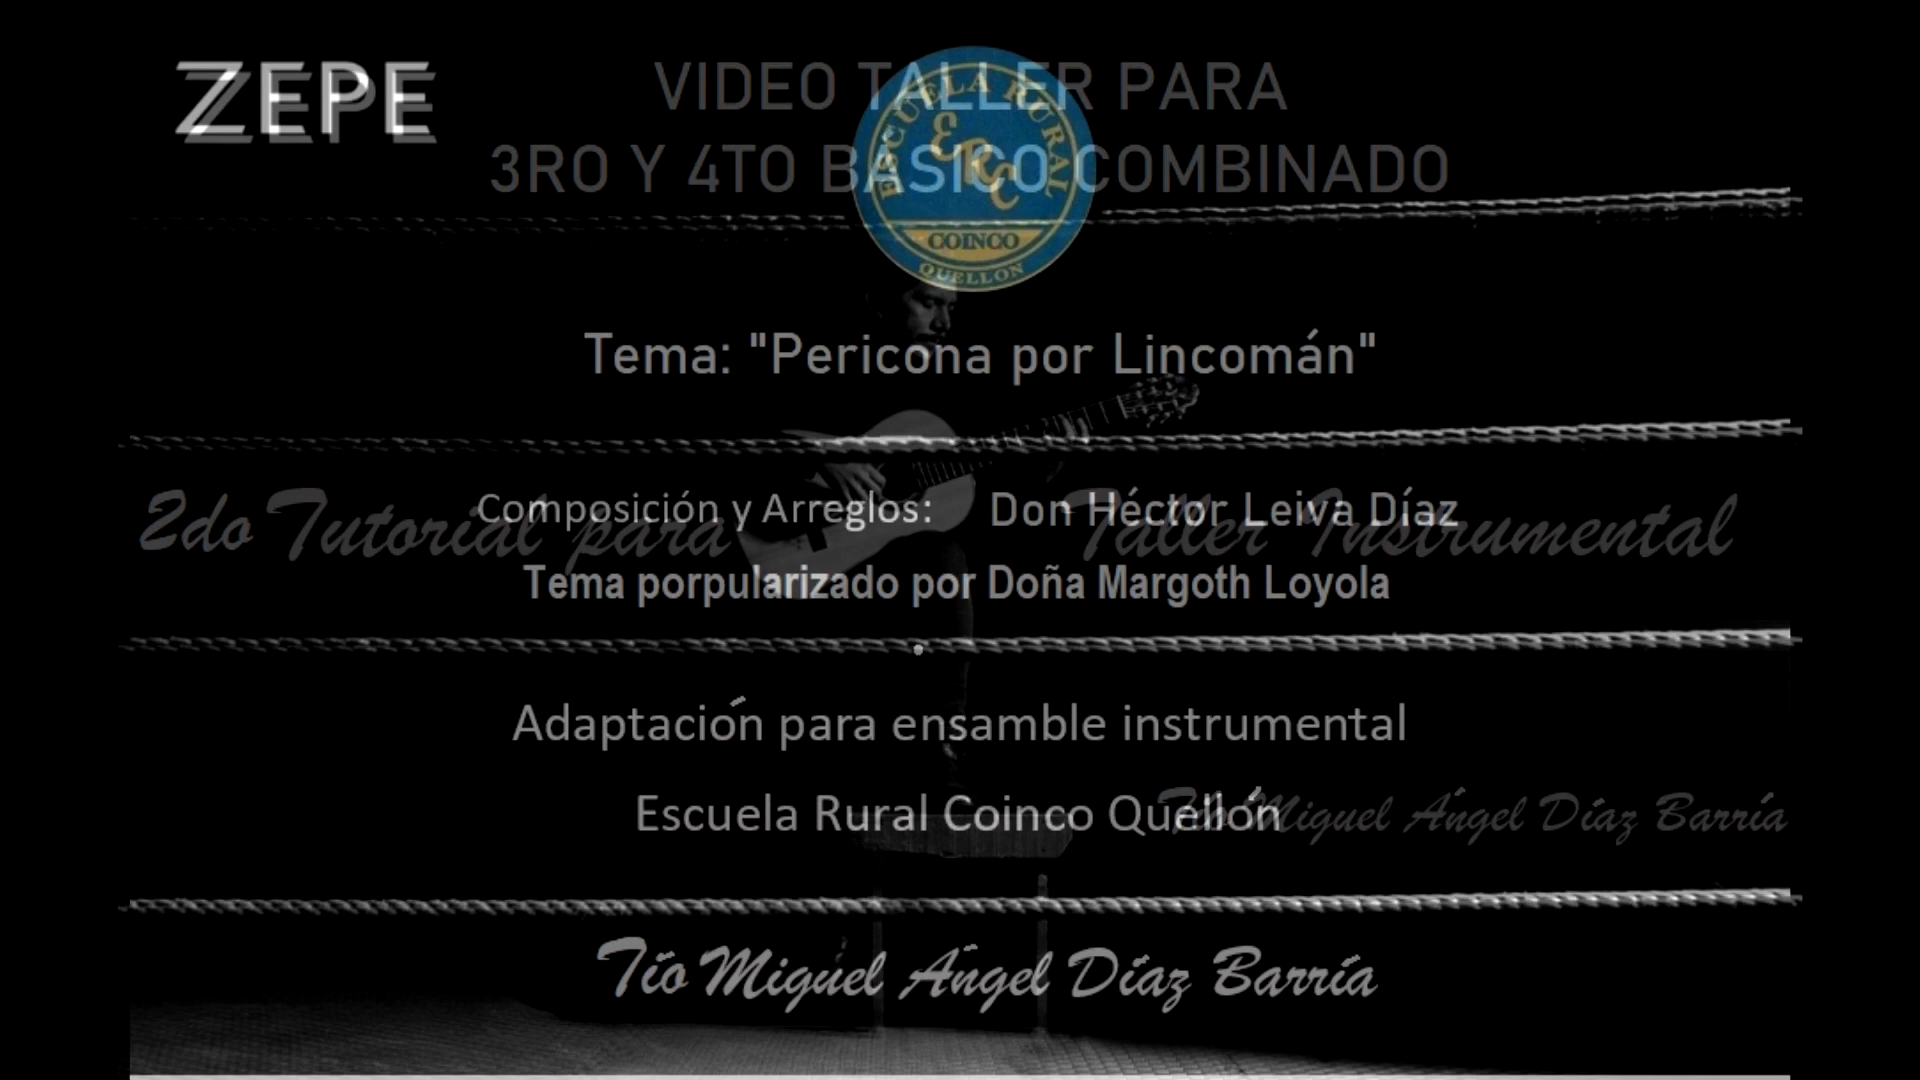 ZEPE
VIDEO TALLER PARA
3RO Y 4TO BASICO COMBINADO
ESCUELA RURAL
ERCC
COINCO
QUELLON
Tema: "Pericona por Lincomán"
2do Tutorial para Taller Instrumental
Composición y Arreglos: Don Héctor Leiva Díaz
Tema porpularizado por Doña Margoth Loyola
Adaptación para ensamble instrumental
Escuela Rural Coinco Quellón
Tío Miguel Ángel Díaz Barría
Tío Miguel Ángel Díaz Barría